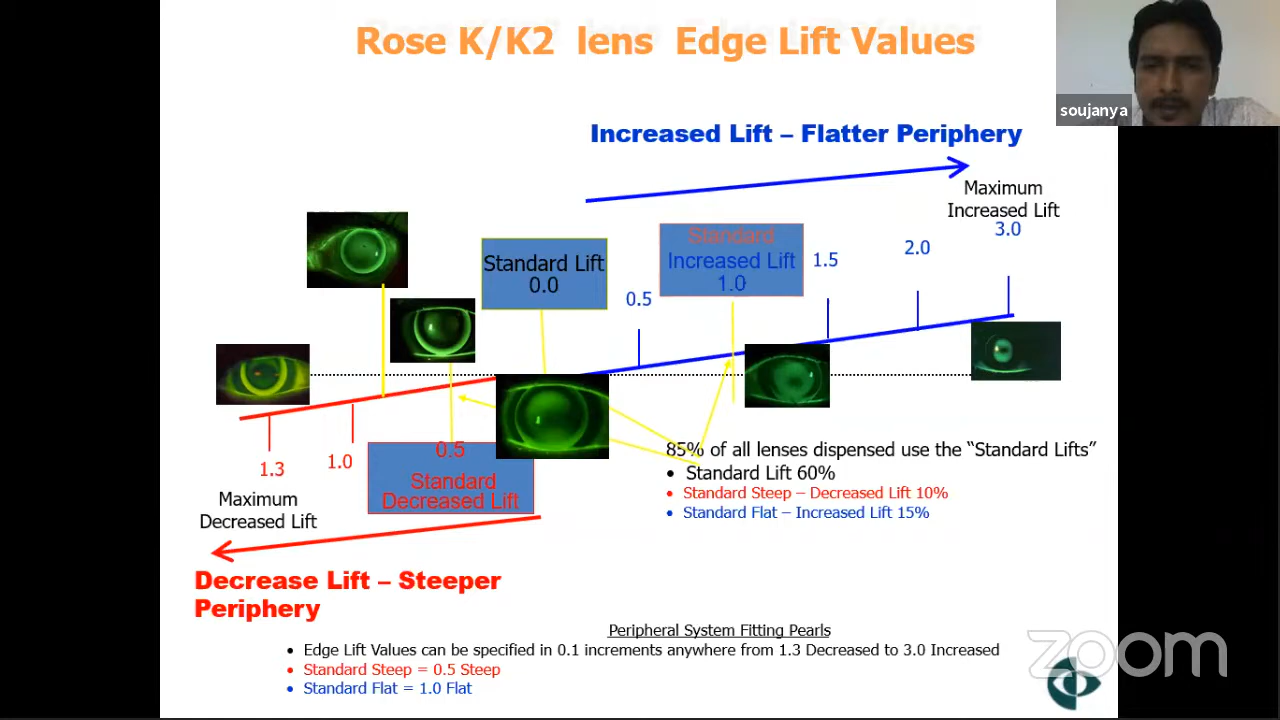 Rose K/K2 lens Edge Lift Values
soujanya
Increased Lift – Flatter Periphery
Maximum
Increased Lift
3.0
2.0
1.5
Standard
Increased Lift
1.0
0.5
Standard Lift
0.0
0.5
Standard
Decreased Lift
1.0
1.3
Maximum
Decreased Lift
85% of all lenses dispensed use the “Standard Lifts”
• Standard Lift 60%
• Standard Steep – Decreased Lift 10%
• Standard Flat – Increased Lift 15%
Decrease Lift – Steeper
Periphery
Peripheral System Fitting Pearls
• Edge Lift Values can be specified in 0.1 increments anywhere from 1.3 Decreased to 3.0 Increased
• Standard Steep = 0.5 Steep
• Standard Flat = 1.0 Flat
zoom